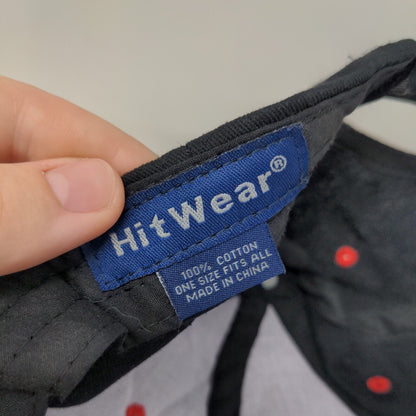 HitWear®
100% COTTON
ONE SIZE FITS ALL
MADE IN CHINA